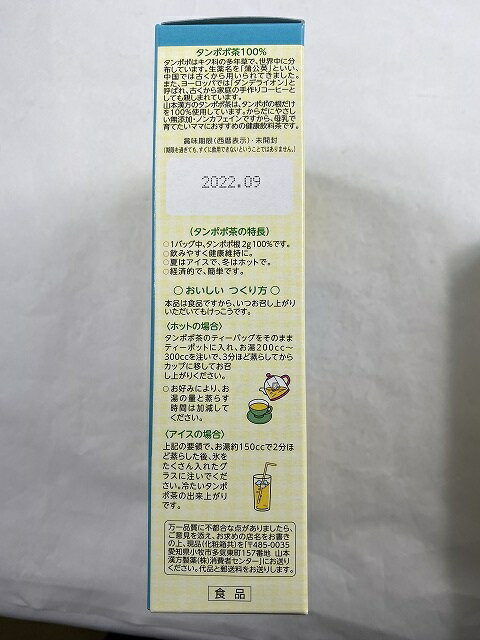 タンポポ茶100%
タンポポはキク科の多年草で、世界中に分
布しています。生薬名を「蒲公英」といい、
中国では古くから用いられてきました。
また、ヨーロッパでは「ダンデライオン」と
呼ばれ、古くから家庭の手作りコーヒーと
しても親しまれています。
山本漢方のタンポポ茶は、タンポポの根だけ
を100%使用しています。からだにやさし
い無添加・ノンカフェインですから、母乳で
育てたいママにおすすめの健康飲料茶です。
賞味期限(西暦表示)・未開封
(期限を過ぎても、すぐに飲用できないということではありません。)
2022.09
〈タンポポ茶の特長〉
○1バッグ中、タンポポ根2g100%です。
○飲みやすく健康維持に。
○夏はアイスで、冬はホットで。
○経済的で、簡単です。
○ おいしい つくり方 ○
本品は食品ですから、いつお召し上がり
いただいてもけっこうです。
〈ホットの場合〉
タンポポ茶のティーバッグをそのまま
ティーポットに入れ、お湯200cc〜
300ccを注いで、3分ほど蒸らしてから
カップに移してお召
し上がりください。
○お好みにより、お
湯の量と蒸らす
時間は加減して
ください。
〈アイスの場合〉
上記の要領で、お湯約150ccで2分ほ
ど蒸らした後、氷を
たくさん入れたグ
ラスに注いでくだ
さい。冷たいタンポ
ポ茶の出来上がり
です。
万一品質に不都合な点がありましたら、
ご意見を添え、お求めの店名をお書き
の上、現品(化粧箱共)を「〒485-0035
愛知県小牧市多気東町157番地 山本
漢方製薬(株)消費者センター」にお送り
ください。代品と郵送料をお送りします。
食品